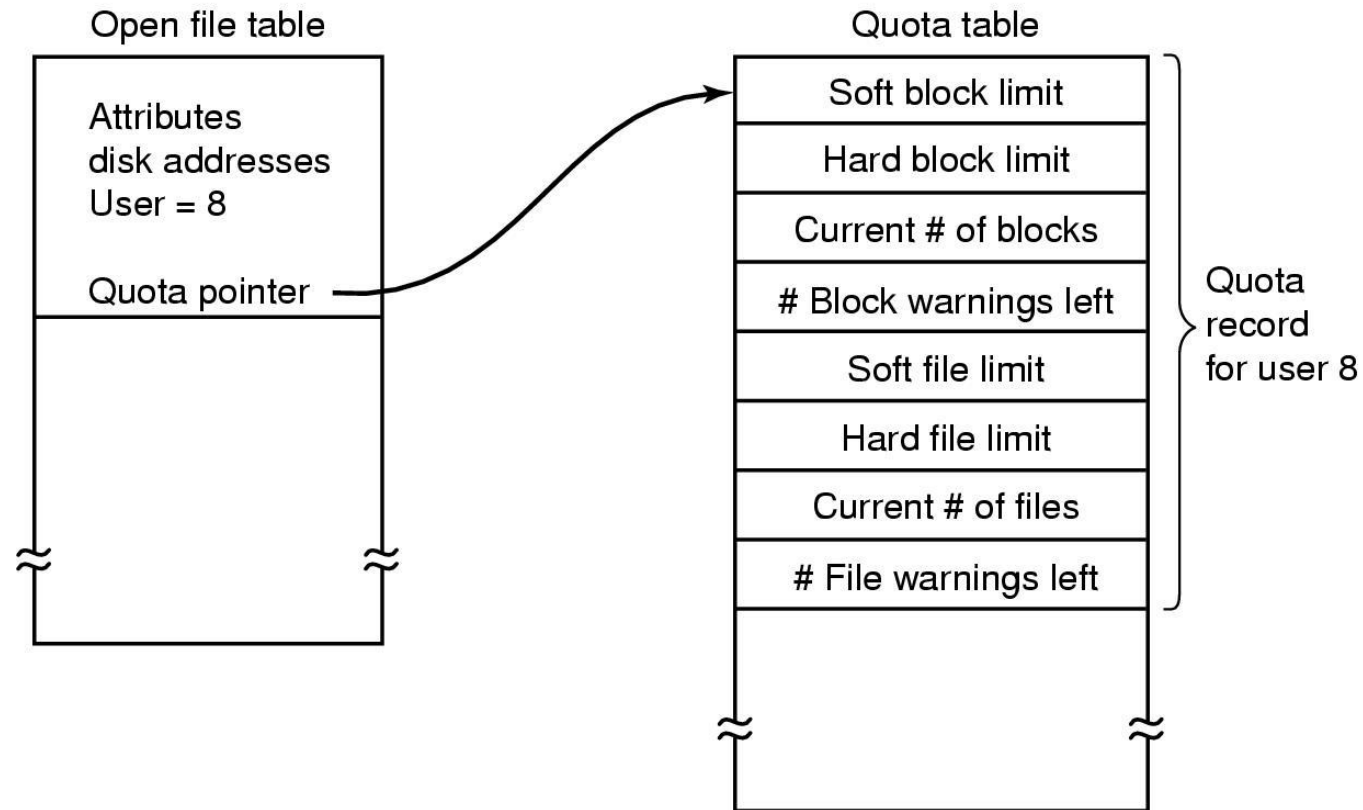 Open file table
Attributes
disk addresses
User = 8
Quota pointer
Quota table
Soft block limit
Hard block limit
Current # of blocks
# Block warnings left
Soft file limit
Hard file limit
Current # of files
# File warnings left
Quota
record
for user 8